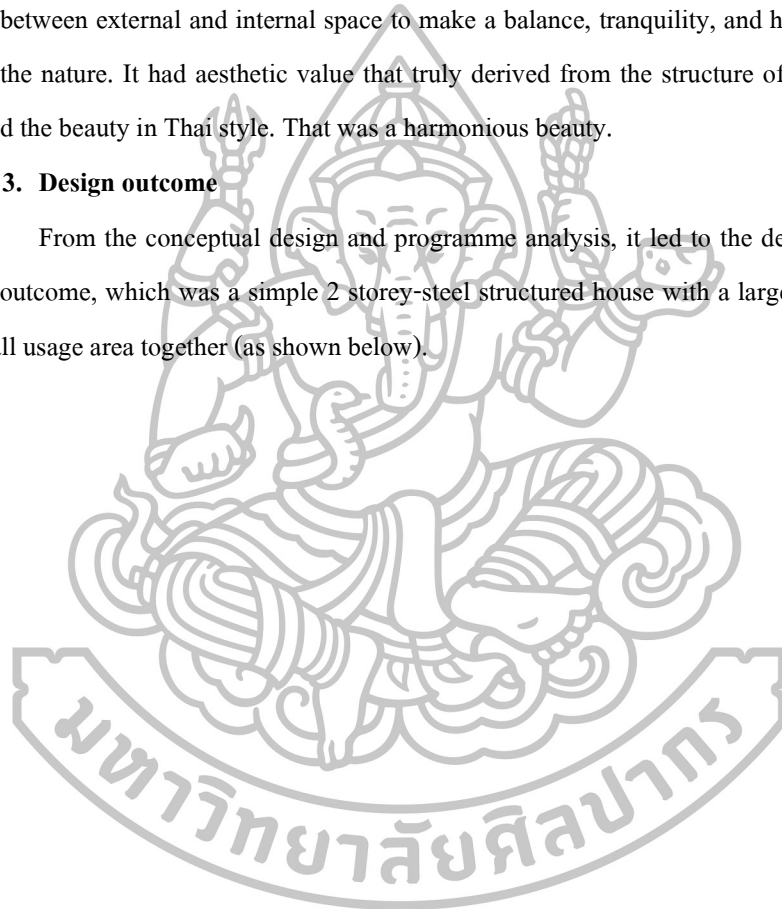 between external and internal space to make a balance, tranquility, and
the nature. It had aesthetic value that truly derived from the structure of
the beauty in Thai style. That was a harmonious beauty.
3. Design outcome
From the conceptual design and programme analysis, it led to the
outcome, which was a simple 2 storey-steel structured house with a
usage area together (as shown below).
มหาวิทยาลัยศิลปากร